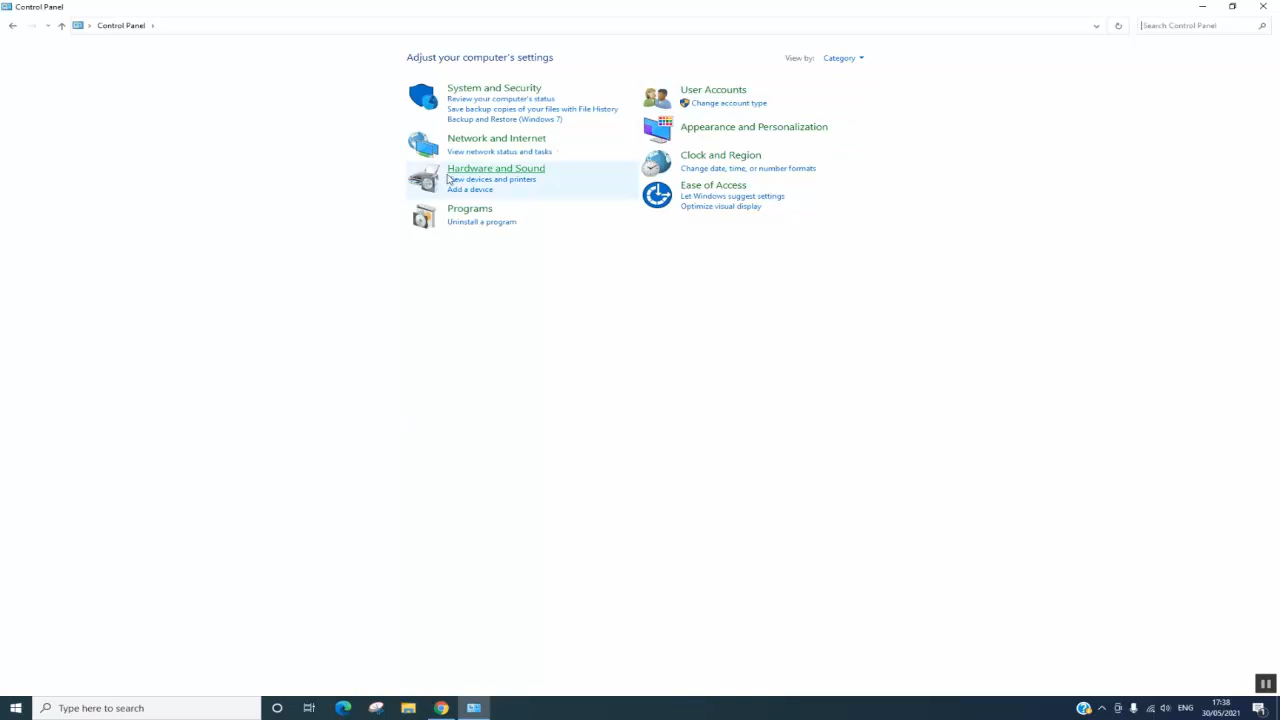 Control Panel
Control Panel
Search Control Panel
Adjust your computer's settings
View by: Category
System and Security
Review your computer's status
Save backup copies of your files with File History
Backup and Restore (Windows 7)
Network and Internet
View network status and tasks
Hardware and Sound
devices and printers
Add a device
Programs
Uninstall a program
User Accounts
Change account type
Appearance and Personalization
Clock and Region
Change date, time, or number formats
Ease of Access
Let Windows suggest settings
Optimize visual display
Type here to search
ENG
17:38
30/05/2021
1